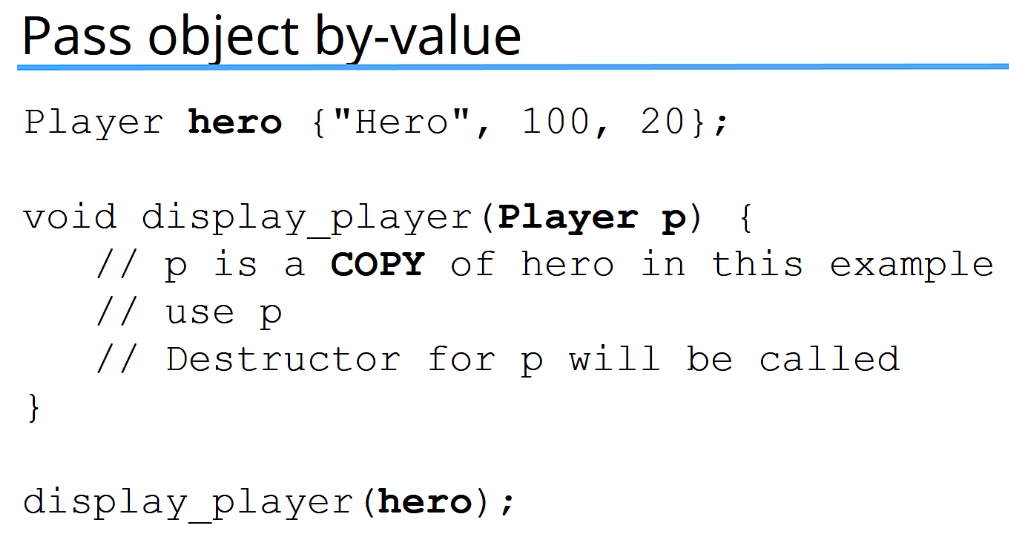 Pass object by-value
Player hero {"Hero", 100, 20};
void display_player(Player p) {
// p is a COPY of hero in this example
// use p
// Destructor for p will be called
}
display_player(hero);